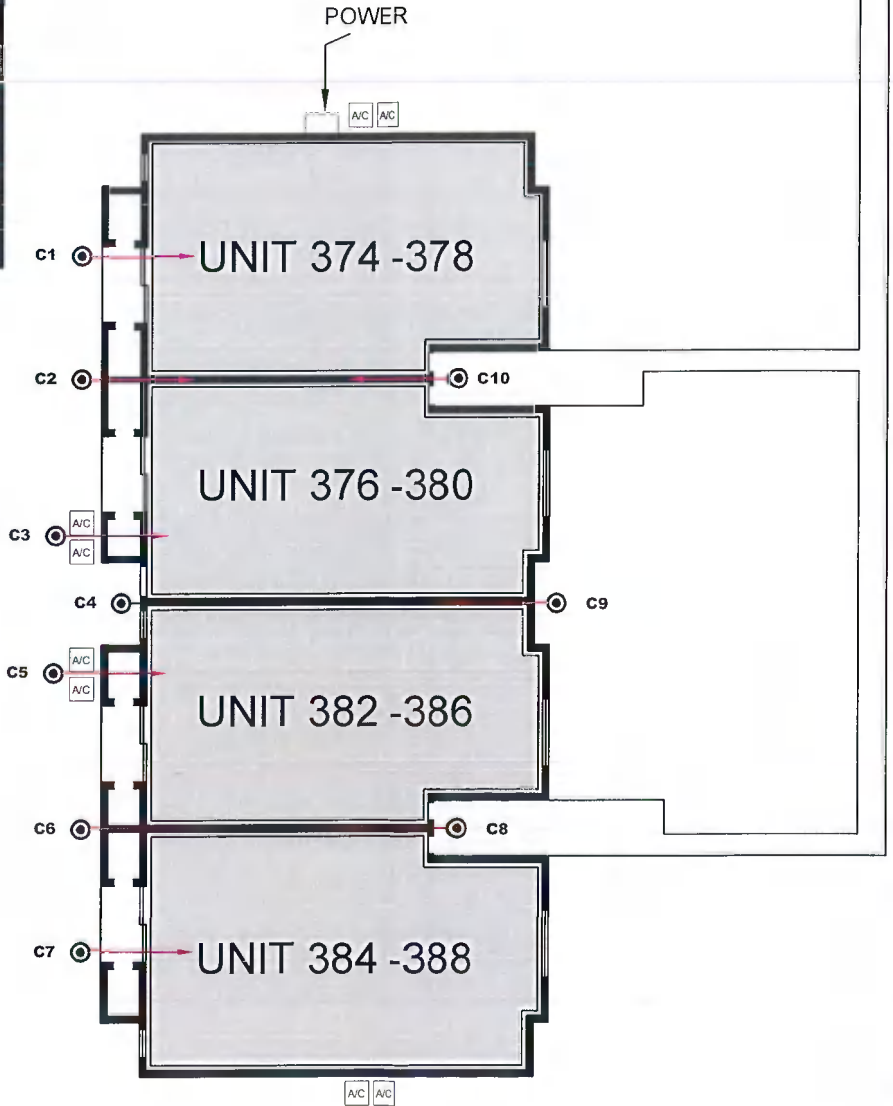 POWER
A/C A/C
UNIT 374 -378
C1
C2
C10
UNIT 376 -380
C3
A/C
A/C
C4
C9
C5
A/C
A/C
UNIT 382 -386
C6
C8
C7
UNIT 384 -388
A/C A/C